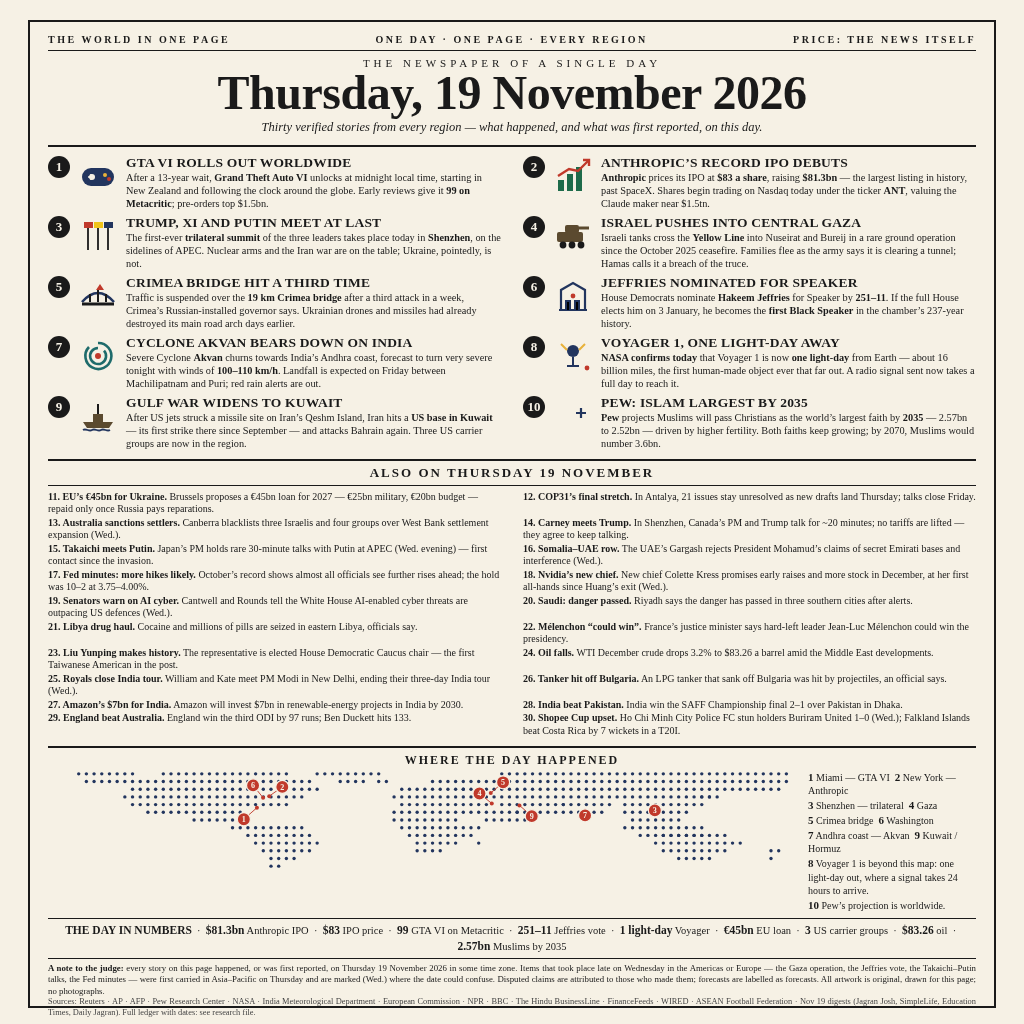 THE WORLD IN ONE PAGE
ONE DAY · ONE PAGE · EVERY REGION
PRICE: THE NEWS ITSELF
THE NEWSPAPER OF A SINGLE DAY
Thursday, 19 November 2026
Thirty verified stories from every region — what happened, and what was first reported, on this day.
1
GTA VI ROLLS OUT WORLDWIDE
After a 13-year wait, Grand Theft Auto VI unlocks at midnight local time, starting in
New Zealand and following the clock around the globe. Early reviews give it 99 on
Metacritic; pre-orders top $1.5bn.
2
ANTHROPIC’S RECORD IPO DEBUTS
Anthropic prices its IPO at $83 a share, raising $81.3bn — the largest listing in history,
past SpaceX. Shares begin trading on Nasdaq today under the ticker ANT, valuing the
Claude maker near $1.5tn.
3
TRUMP, XI AND PUTIN MEET AT LAST
The first-ever trilateral summit of the three leaders takes place today in Shenzhen, on the
sidelines of APEC. Nuclear arms and the Iran war are on the table; Ukraine, pointedly, is
not.
4
ISRAEL PUSHES INTO CENTRAL GAZA
Israeli tanks cross the Yellow Line into Nuseirat and Bureij in a rare ground operation
since the October 2025 ceasefire. Families flee as the army says it is clearing a tunnel;
Hamas calls it a breach of the truce.
5
CRIMEA BRIDGE HIT A THIRD TIME
Traffic is suspended over the 19 km Crimea bridge after a third attack in a week,
Crimea’s Russian-installed governor says. Ukrainian drones and missiles had already
destroyed its main road arch days earlier.
6
JEFFRIES NOMINATED FOR SPEAKER
House Democrats nominate Hakeem Jeffries for Speaker by 251–11. If the full House
elects him on 3 January, he becomes the first Black Speaker in the chamber’s 237-year
history.
7
CYCLONE AKVAN BEARS DOWN ON INDIA
Severe Cyclone Akvan churns towards India’s Andhra coast, forecast to turn very severe
tonight with winds of 100–110 km/h. Landfall is expected on Friday between
Machilipatnam and Puri; red rain alerts are out.
8
VOYAGER 1, ONE LIGHT-DAY AWAY
NASA confirms today that Voyager 1 is now one light-day from Earth — about 16
billion miles, the first human-made object ever that far out. A radio signal sent now takes a
full day to reach it.
9
GULF WAR WIDENS TO KUWAIT
After US jets struck a missile site on Iran’s Qeshm Island, Iran hits a US base in Kuwait
— its first strike there since September — and attacks Bahrain again. Three US carrier
groups are now in the region.
10
PEW: ISLAM LARGEST BY 2035
Pew projects Muslims will pass Christians as the world’s largest faith by 2035 — 2.57bn
to 2.52bn — driven by higher fertility. Both faiths keep growing; by 2070, Muslims would
number 3.6bn.
ALSO ON THURSDAY 19 NOVEMBER
11. EU’s €45bn for Ukraine. Brussels proposes a €45bn loan for 2027 — €25bn military, €20bn budget —
repaid only once Russia pays reparations.
12. COP31’s final stretch. In Antalya, 21 issues stay unresolved as new drafts land Thursday; talks close Friday.
13. Australia sanctions settlers. Canberra blacklists three Israelis and four groups over West Bank settlement
expansion (Wed.).
14. Carney meets Trump. In Shenzhen, Canada’s PM and Trump talk for ~20 minutes; no tariffs are lifted —
they agree to keep talking.
15. Takaichi meets Putin. Japan’s PM holds rare 30-minute talks with Putin at APEC (Wed. evening) — first
contact since the invasion.
16. Somalia–UAE row. The UAE’s Gargash rejects President Mohamud’s claims of secret Emirati bases and
interference (Wed.).
17. Fed minutes: more hikes likely. October’s record shows almost all officials see further rises ahead; the hold
was 10–2 at 3.75–4.00%.
18. Nvidia’s new chief. New chief Colette Kress promises early raises and more stock in December, at her first
all-hands since Huang’s exit (Wed.).
19. Senators warn on AI cyber. Cantwell and Rounds tell the White House AI-enabled cyber threats are
outpacing US defences (Wed.).
20. Saudi: danger passed. Riyadh says the danger has passed in three southern cities after alerts.
21. Libya drug haul. Cocaine and millions of pills are seized in eastern Libya, officials say.
22. Mélenchon “could win”. France’s justice minister says hard-left leader Jean-Luc Mélenchon could win the
presidency.
23. Liu Yunping makes history. The representative is elected House Democratic Caucus chair — the first
Taiwanese American in the post.
24. Oil falls. WTI December crude drops 3.2% to $83.26 a barrel amid the Middle East developments.
25. Royals close India tour. William and Kate meet PM Modi in New Delhi, ending their three-day India tour
(Wed.).
26. Tanker hit off Bulgaria. An LPG tanker that sank off Bulgaria was hit by projectiles, an official says.
27. Amazon’s $7bn for India. Amazon will invest $7bn in renewable-energy projects in India by 2030.
28. India beat Pakistan. India win the SAFF Championship final 2–1 over Pakistan in Dhaka.
29. England beat Australia. England win the third ODI by 97 runs; Ben Duckett hits 133.
30. Shopee Cup upset. Ho Chi Minh City Police FC stun holders Buriram United 1–0 (Wed.); Falkland Islands
beat Costa Rica by 7 wickets in a T20I.
WHERE THE DAY HAPPENED
6
2
1
5
4
9
7
3
1 Miami — GTA VI 2 New York —
Anthropic
3 Shenzhen — trilateral 4 Gaza
5 Crimea bridge 6 Washington
7 Andhra coast — Akvan 9 Kuwait /
Hormuz
8 Voyager 1 is beyond this map: one
light-day out, where a signal takes 24
hours to arrive.
10 Pew’s projection is worldwide.
THE DAY IN NUMBERS · $81.3bn Anthropic IPO · $83 IPO price · 99 GTA VI on Metacritic · 251–11 Jeffries vote · 1 light-day Voyager · €45bn EU loan · 3 US carrier groups · $83.26 oil ·
2.57bn Muslims by 2035
A note to the judge: every story on this page happened, or was first reported, on Thursday 19 November 2026 in some time zone. Items that took place late on Wednesday in the Americas or Europe — the Gaza operation, the Jeffries vote, the Takaichi–Putin
talks, the Fed minutes — were first carried in Asia–Pacific on Thursday and are marked (Wed.) where the date could confuse. Disputed claims are attributed to those who made them; forecasts are labelled as forecasts. All artwork is original, drawn for this page;
no photographs.
Sources: Reuters · AP · AFP · Pew Research Center · NASA · India Meteorological Department · European Commission · NPR · BBC · The Hindu BusinessLine · FinanceFeeds · WIRED · ASEAN Football Federation · Nov 19 digests (Jagran Josh, SimpleLife, Education
Times, Daily Jagran). Full ledger with dates: see research file.